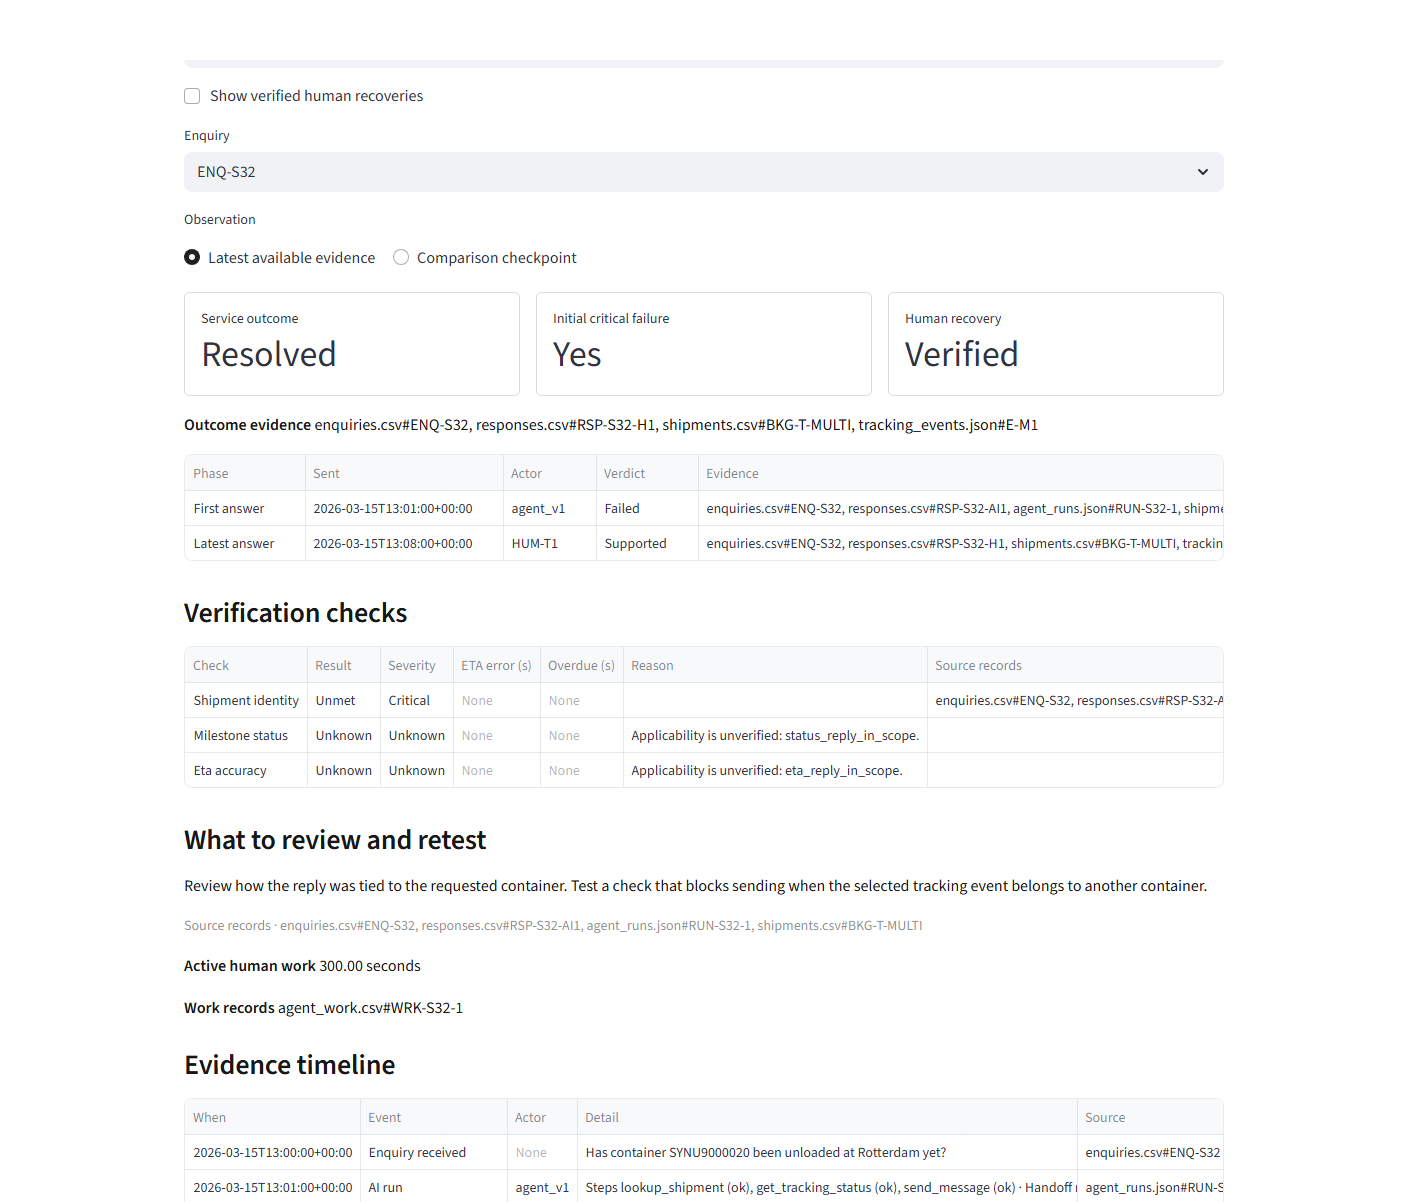 Show verified human recoveries
Enquiry
ENQ-S32
Observation
Latest available evidence Comparison checkpoint
Service outcome Initial critical failure Human recovery
Resolved Yes Verified
Outcome evidence enquiries.csv#ENQ-S32, responses.csv#RSP-S32-H1, shipments.csv#BKG-T-MULTI, tracking_events.json#E-M1
Phase Sent Actor Verdict Evidence
First answer 2026-03-15T13:01:00+00:00 agent_v1 Failed enquiries.csv#ENQ-S32, responses.csv#RSP-S32-AI1, agent_runs.json#RUN-S32-1, shipme
Latest answer 2026-03-15T13:08:00+00:00 HUM-T1 Supported enquiries.csv#ENQ-S32, responses.csv#RSP-S32-H1, shipments.csv#BKG-T-MULTI, trackin
Verification checks
Check Result Severity ETA error (s) Overdue (s) Reason Source records
Shipment identity Unmet Critical None None enquiries.csv#ENQ-S32, responses.csv#RSP-S32-A
Milestone status Unknown Unknown None None Applicability is unverified: status_reply_in_scope.
Eta accuracy Unknown Unknown None None Applicability is unverified: eta_reply_in_scope.
What to review and retest
Review how the reply was tied to the requested container. Test a check that blocks sending when the selected tracking event belongs to another container.
Source records · enquiries.csv#ENQ-S32, responses.csv#RSP-S32-AI1, agent_runs.json#RUN-S32-1, shipments.csv#BKG-T-MULTI
Active human work 300.00 seconds
Work records agent_work.csv#WRK-S32-1
Evidence timeline
When Event Actor Detail Source
2026-03-15T13:00:00+00:00 Enquiry received None Has container SYNU9000020 been unloaded at Rotterdam yet? enquiries.csv#ENQ-S32
2026-03-15T13:01:00+00:00 AI run agent_v1 Steps lookup_shipment (ok), get_tracking_status (ok), send_message (ok) · Handoff agent_runs.json#RUN-S